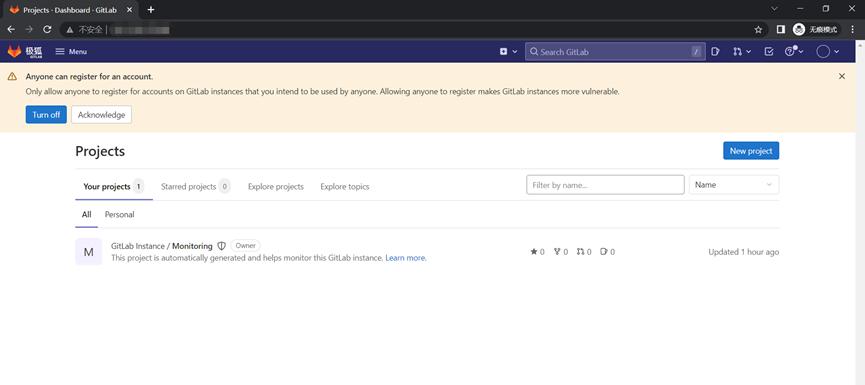 Projects · Dashboard · GitLab
不安全
无痕模式
极狐
GITLAB
Menu
Search GitLab
/
Anyone can register for an account.
Only allow anyone to register for accounts on GitLab instances that you intend to be used by anyone. Allowing anyone to register makes GitLab instances more vulnerable.
Turn off
Acknowledge
Projects
New project
Your projects 1
Starred projects 0
Explore projects
Explore topics
Filter by name...
Name
All
Personal
M
GitLab Instance / Monitoring
Owner
0 0 0 0
Updated 1 hour ago
This project is automatically generated and helps monitor this GitLab instance. Learn more.